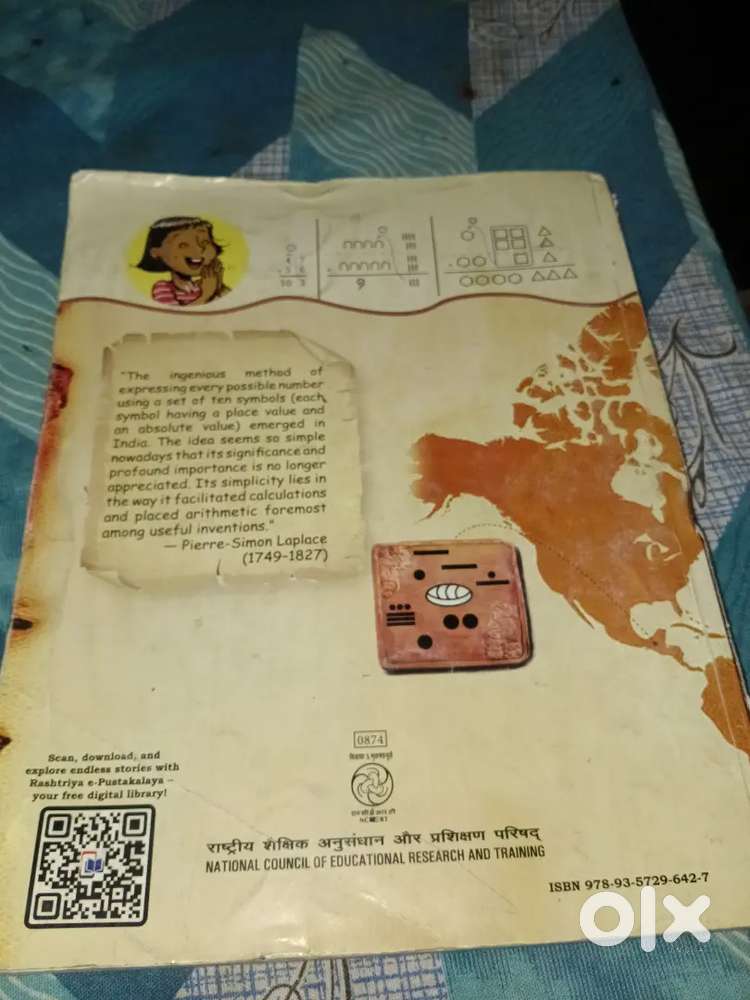 "The ingenious method of
expressing every possible number
using a set of ten symbols (each
symbol having a place value and
an absolute value) emerged in
India. The idea seems so simple
nowadays that its significance and
profound importance is no longer
appreciated. Its simplicity lies in
the way it facilitated calculations
and placed arithmetic foremost
among useful inventions."
— Pierre-Simon Laplace
(1749-1827)
0874
विद्यया ऽ मृतमश्नुते
एन सी ई आर टी
NCERT
Scan, download, and
explore endless stories with
Rashtriya e-Pustakalaya –
your free digital library!
राष्ट्रीय शैक्षिक अनुसंधान और प्रशिक्षण परिषद्
NATIONAL COUNCIL OF EDUCATIONAL RESEARCH AND TRAINING
ISBN 978-93-5729-642-7
olx